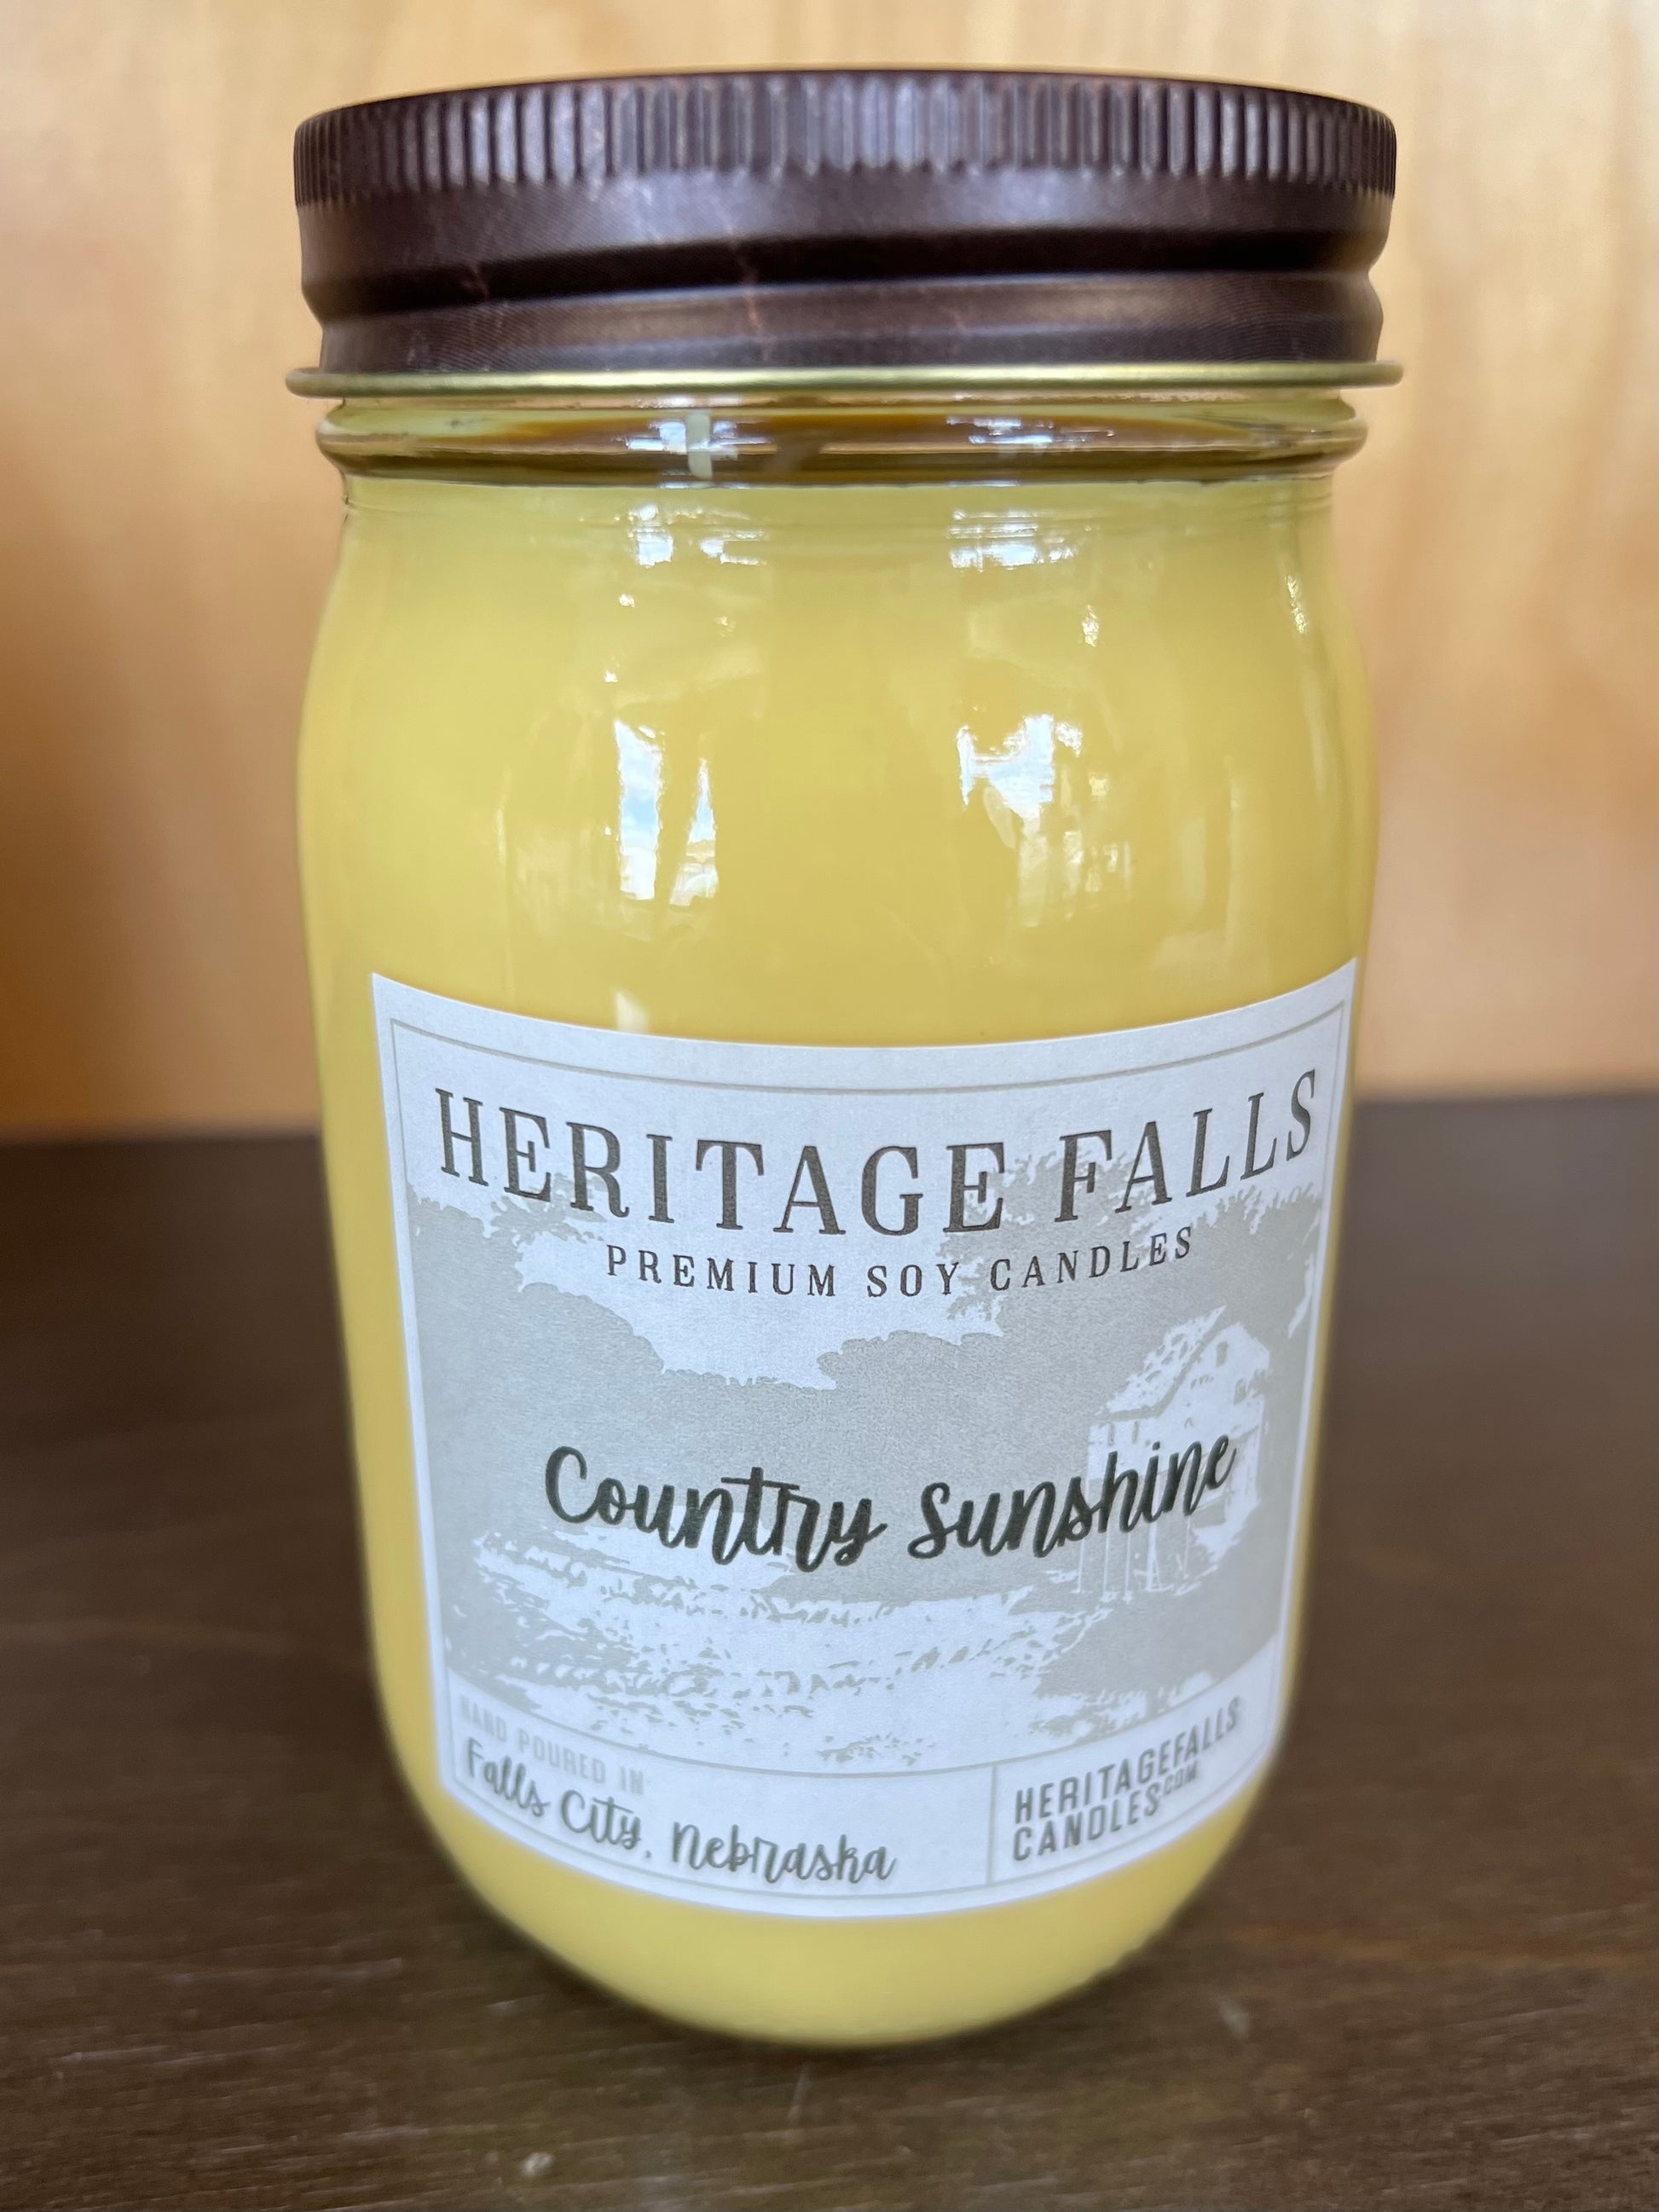 HERITAGE FALLS
PREMIUM SOY CANDLES
Country Sunshine
HAND POURED IN
Falls City, Nebraska
HERITAGEFALLS
CANDLES.COM